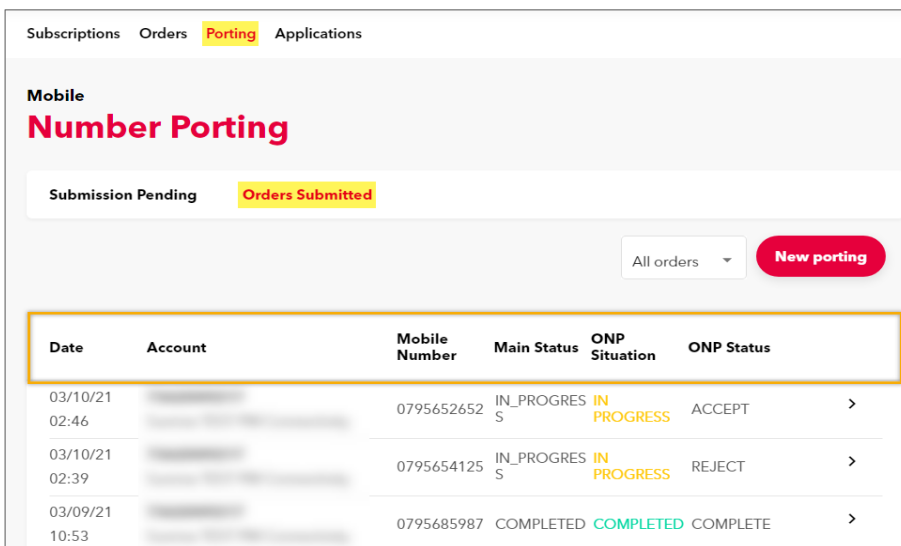 Subscriptions Orders Porting Applications
Mobile
Number Porting
Submission Pending Orders Submitted
All orders New porting
Date Account Mobile Number Main Status ONP Situation ONP Status
03/10/21 02:46 0795652652 IN_PROGRESS IN PROGRESS ACCEPT
03/10/21 02:39 0795654125 IN_PROGRESS IN PROGRESS REJECT
03/09/21 10:53 0795685987 COMPLETED COMPLETED COMPLETE